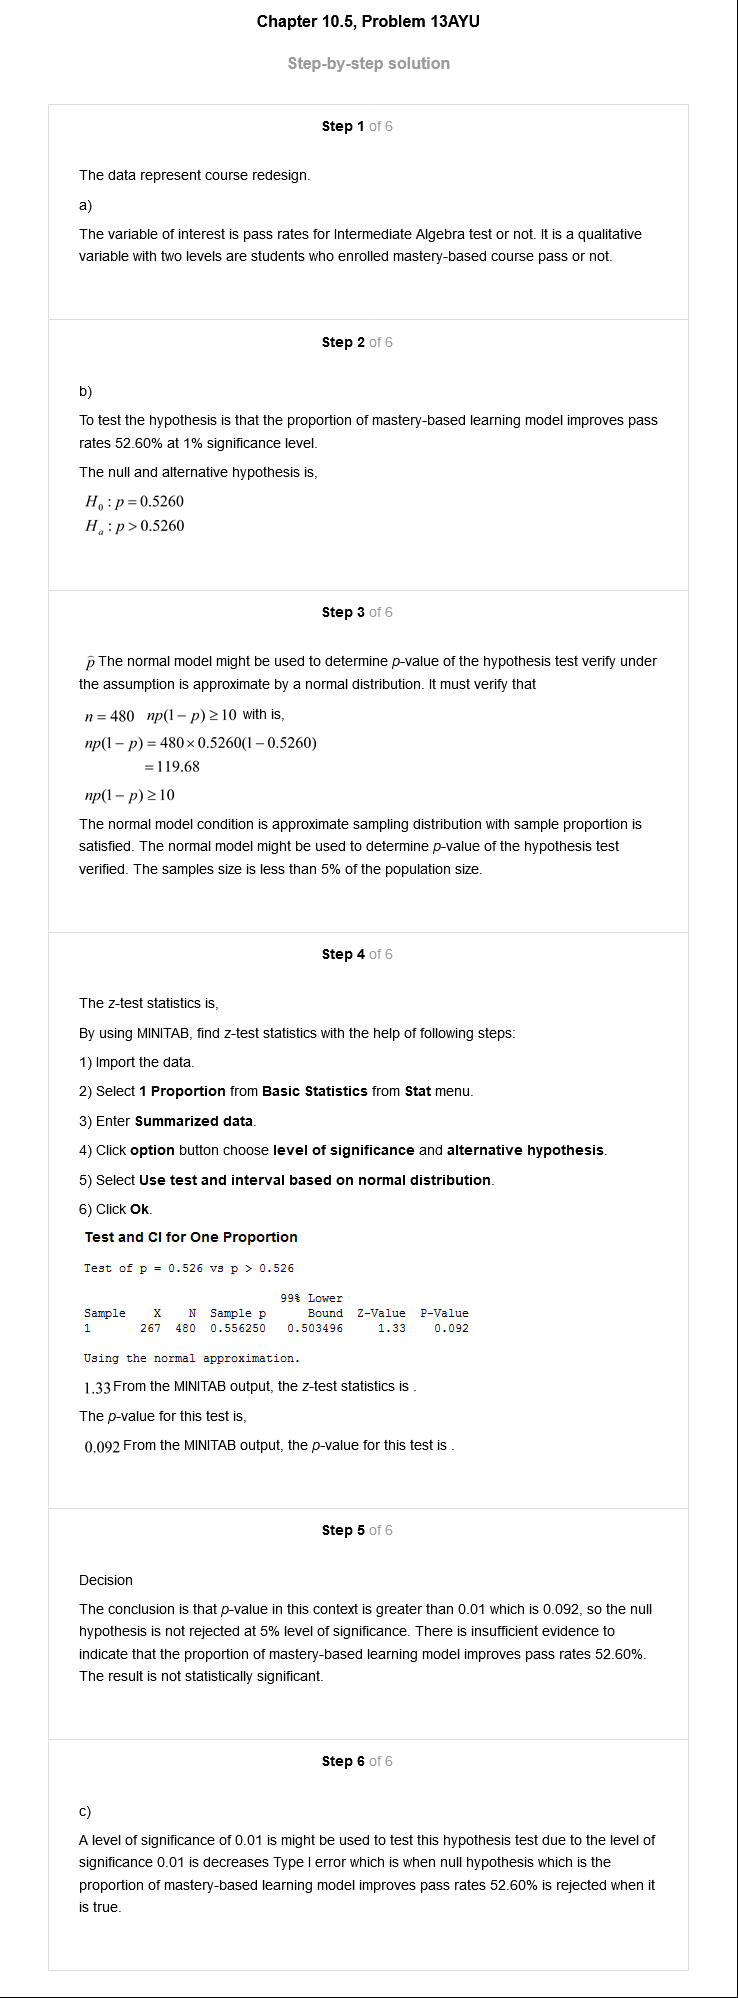 Chapter 10.5, Problem 13AYU
Step-by-step solution
Step 1 of 6
The data represent course redesign.
a)
The variable of interest is pass rates for Intermediate Algebra test or not. It is a qualitative
variable with two levels are students who enrolled mastery-based course pass or not.
Step 2 of 6
b)
To test the hypothesis is that the proportion of mastery-based learning model improves pass
rates 52.60% at 1% significance level.
The null and alternative hypothesis is,
H₀ : p = 0.5260
Hₐ : p > 0.5260
Step 3 of 6
p̂ The normal model might be used to determine p-value of the hypothesis test verify under
the assumption is approximate by a normal distribution. It must verify that
n = 480 np(1 − p) ≥ 10 with is,
np(1 − p) = 480 × 0.5260(1 − 0.5260)
= 119.68
np(1 − p) ≥ 10
The normal model condition is approximate sampling distribution with sample proportion is
satisfied. The normal model might be used to determine p-value of the hypothesis test
verified. The samples size is less than 5% of the population size.
Step 4 of 6
The z-test statistics is,
By using MINITAB, find z-test statistics with the help of following steps:
1) Import the data.
2) Select 1 Proportion from Basic Statistics from Stat menu.
3) Enter Summarized data.
4) Click option button choose level of significance and alternative hypothesis.
5) Select Use test and interval based on normal distribution.
6) Click Ok.
Test and CI for One Proportion
Test of p = 0.526 vs p > 0.526
99% Lower
Sample X N Sample p Bound Z-Value P-Value
1 267 480 0.556250 0.503496 1.33 0.092
Using the normal approximation.
1.33 From the MINITAB output, the z-test statistics is .
The p-value for this test is,
0.092 From the MINITAB output, the p-value for this test is .
Step 5 of 6
Decision
The conclusion is that p-value in this context is greater than 0.01 which is 0.092, so the null
hypothesis is not rejected at 5% level of significance. There is insufficient evidence to
indicate that the proportion of mastery-based learning model improves pass rates 52.60%.
The result is not statistically significant.
Step 6 of 6
c)
A level of significance of 0.01 is might be used to test this hypothesis test due to the level of
significance 0.01 is decreases Type I error which is when null hypothesis which is the
proportion of mastery-based learning model improves pass rates 52.60% is rejected when it
is true.